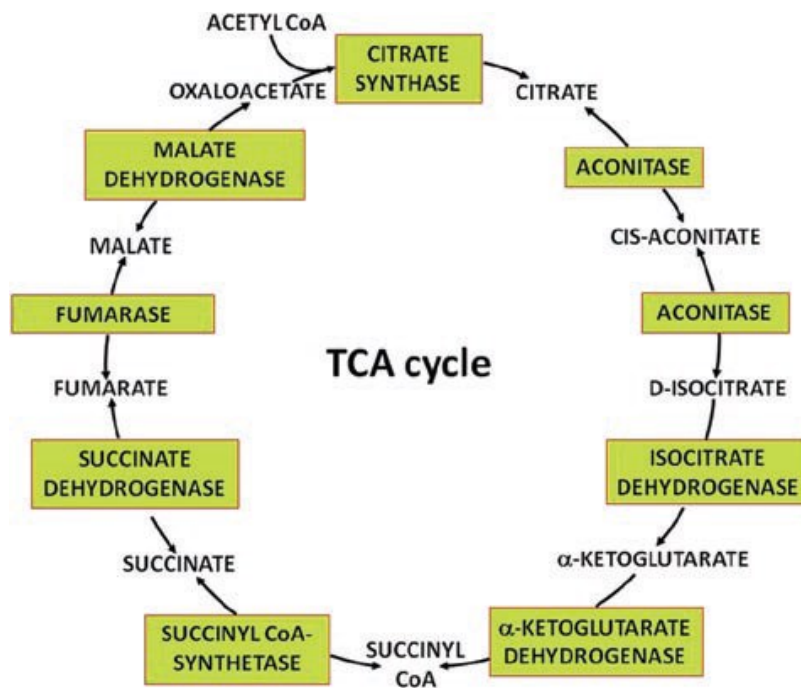 ACETYL CoA
CITRATE
SYNTHASE
OXALOACETATE
CITRATE
MALATE
DEHYDROGENASE
ACONITASE
MALATE
CIS-ACONITATE
FUMARASE
ACONITASE
TCA cycle
FUMARATE
D-ISOCITRATE
SUCCINATE
DEHYDROGENASE
ISOCITRATE
DEHYDROGENASE
SUCCINATE
α-KETOGLUTARATE
SUCCINYL CoA-
SYNTHETASE
SUCCINYL
CoA
α-KETOGLUTARATE
DEHYDROGENASE